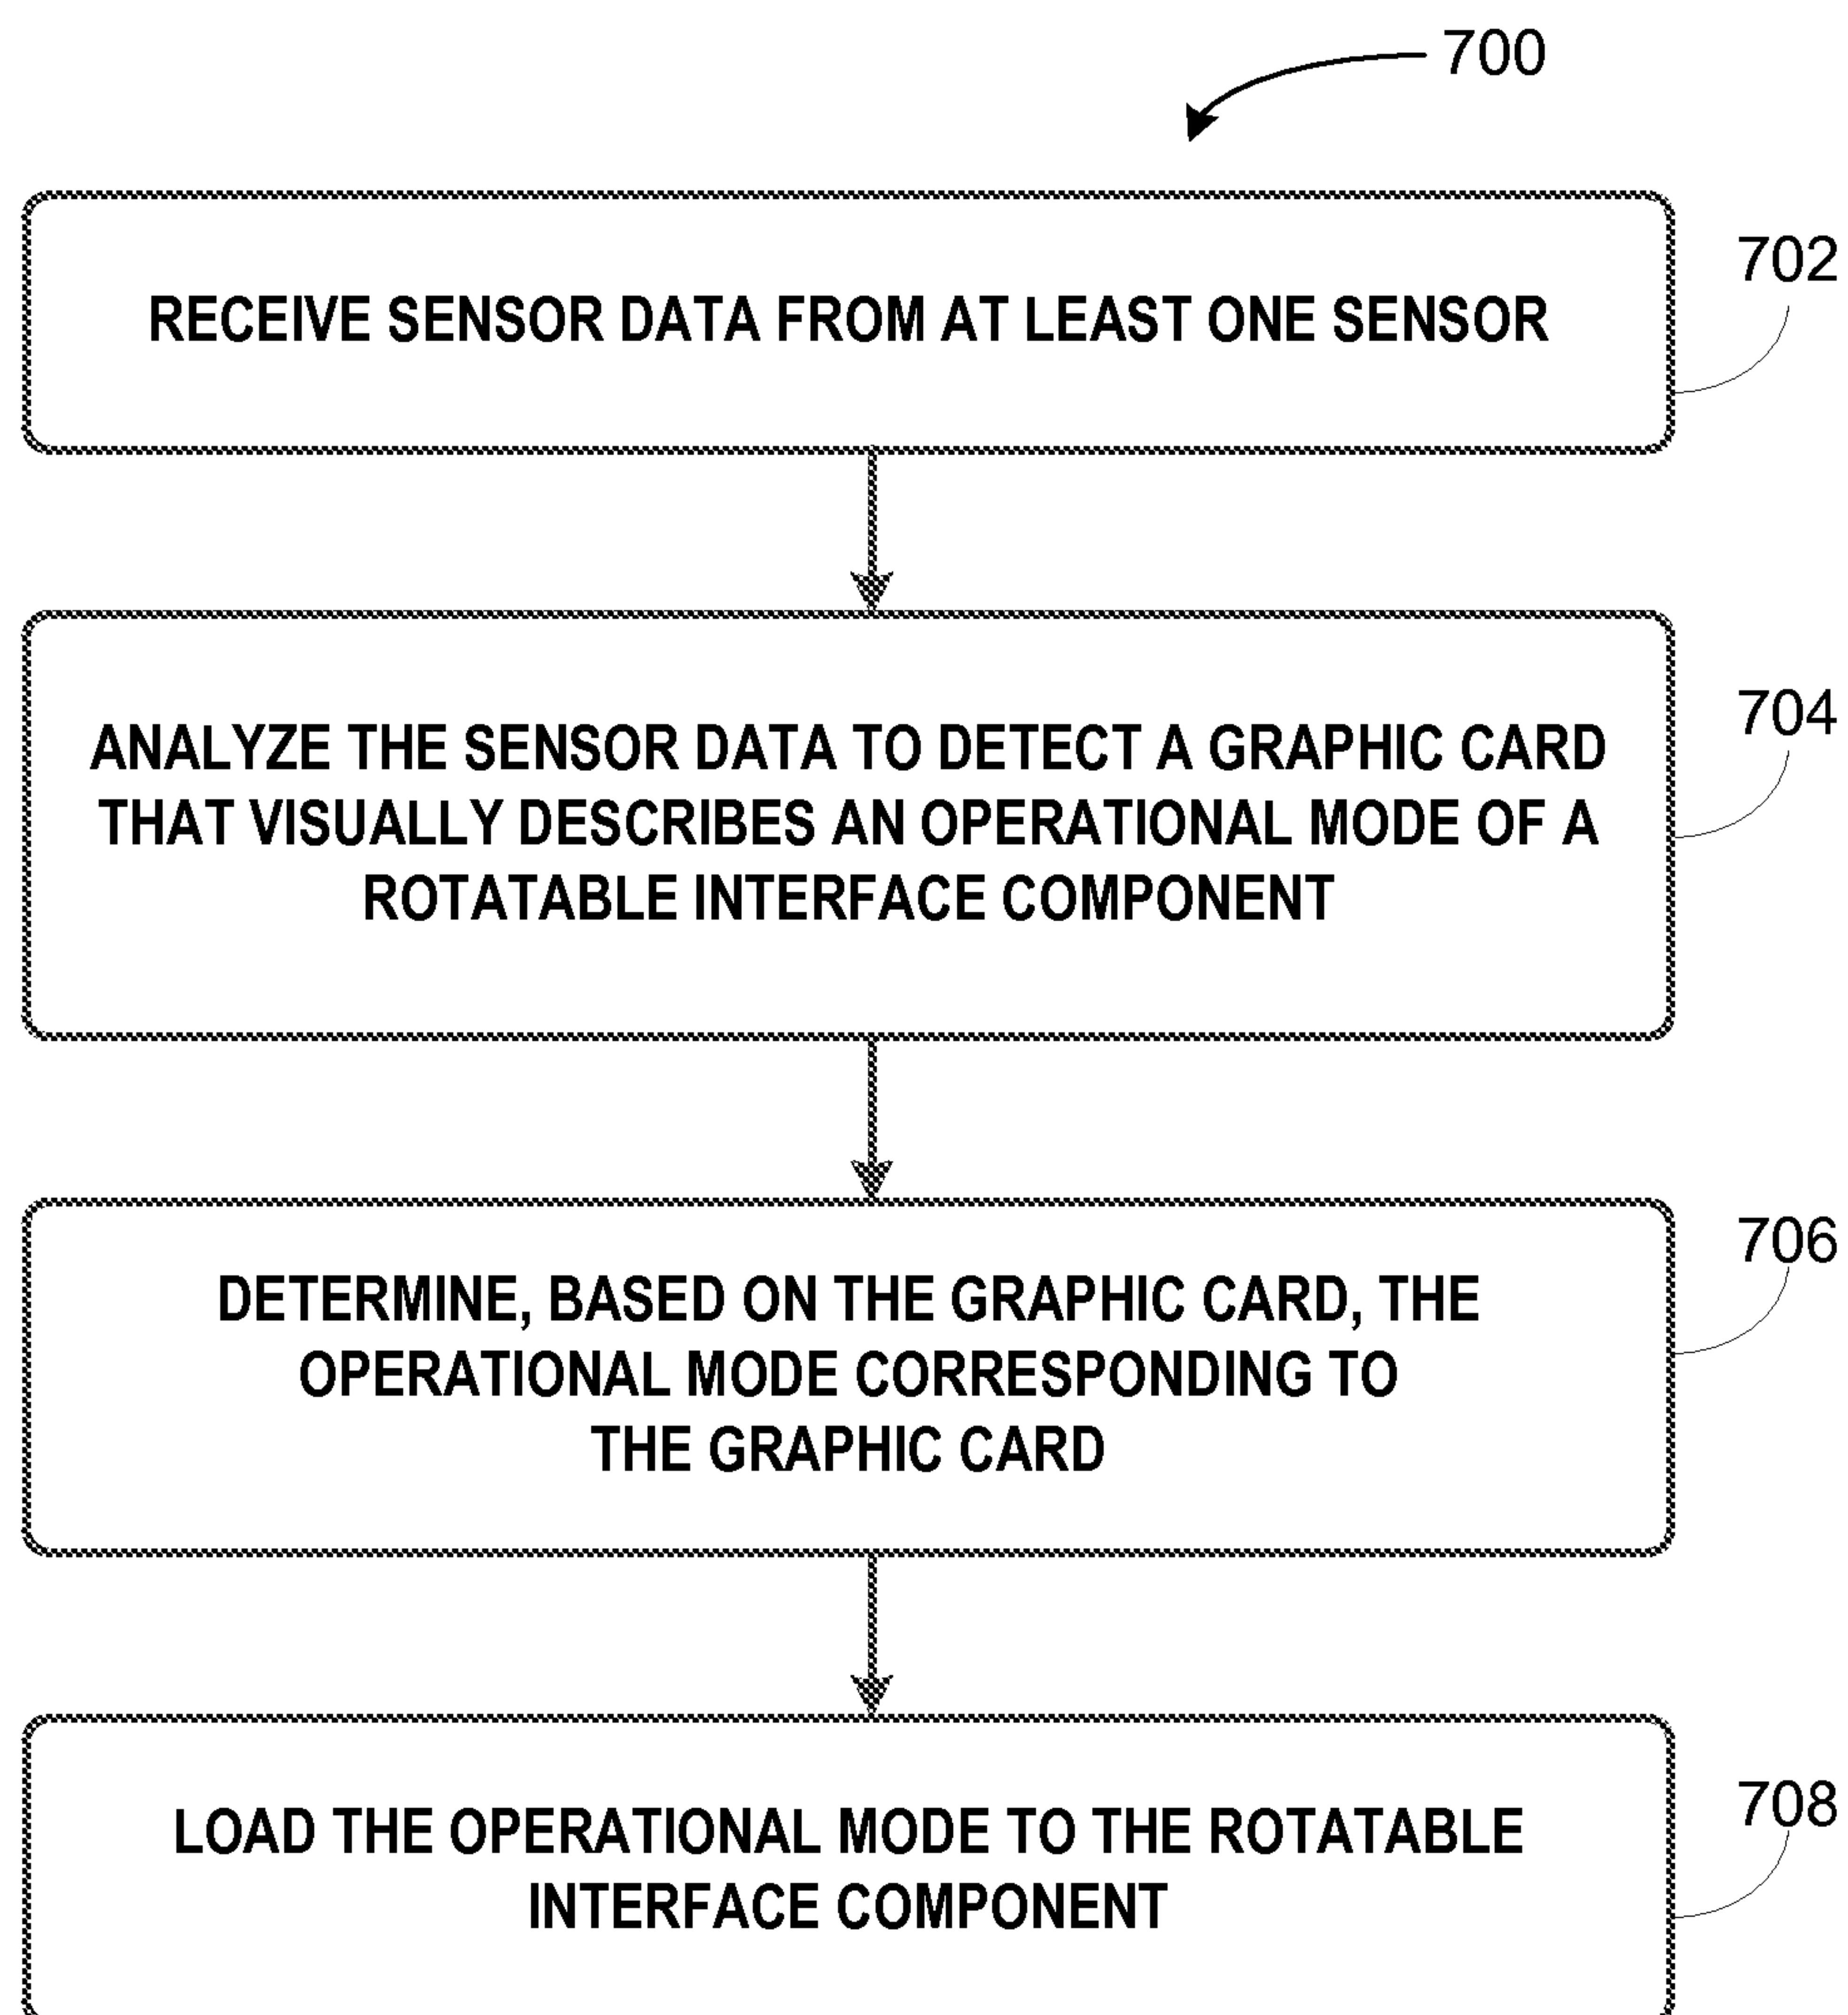 700
702
RECEIVE SENSOR DATA FROM AT LEAST ONE SENSOR
704
ANALYZE THE SENSOR DATA TO DETECT A GRAPHIC CARD
THAT VISUALLY DESCRIBES AN OPERATIONAL MODE OF A
ROTATABLE INTERFACE COMPONENT
706
DETERMINE, BASED ON THE GRAPHIC CARD, THE
OPERATIONAL MODE CORRESPONDING TO
THE GRAPHIC CARD
708
LOAD THE OPERATIONAL MODE TO THE ROTATABLE
INTERFACE COMPONENT